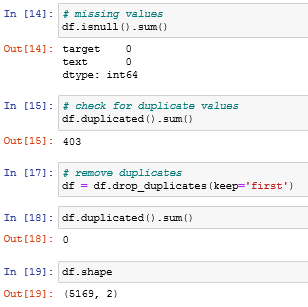 In [14]: # missing values
df.isnull().sum()
Out[14]: target 0
text 0
dtype: int64
In [15]: # check for duplicate values
df.duplicated().sum()
Out[15]: 403
In [17]: # remove duplicates
df = df.drop_duplicates(keep='first')
In [18]: df.duplicated().sum()
Out[18]: 0
In [19]: df.shape
Out[19]: (5169, 2)